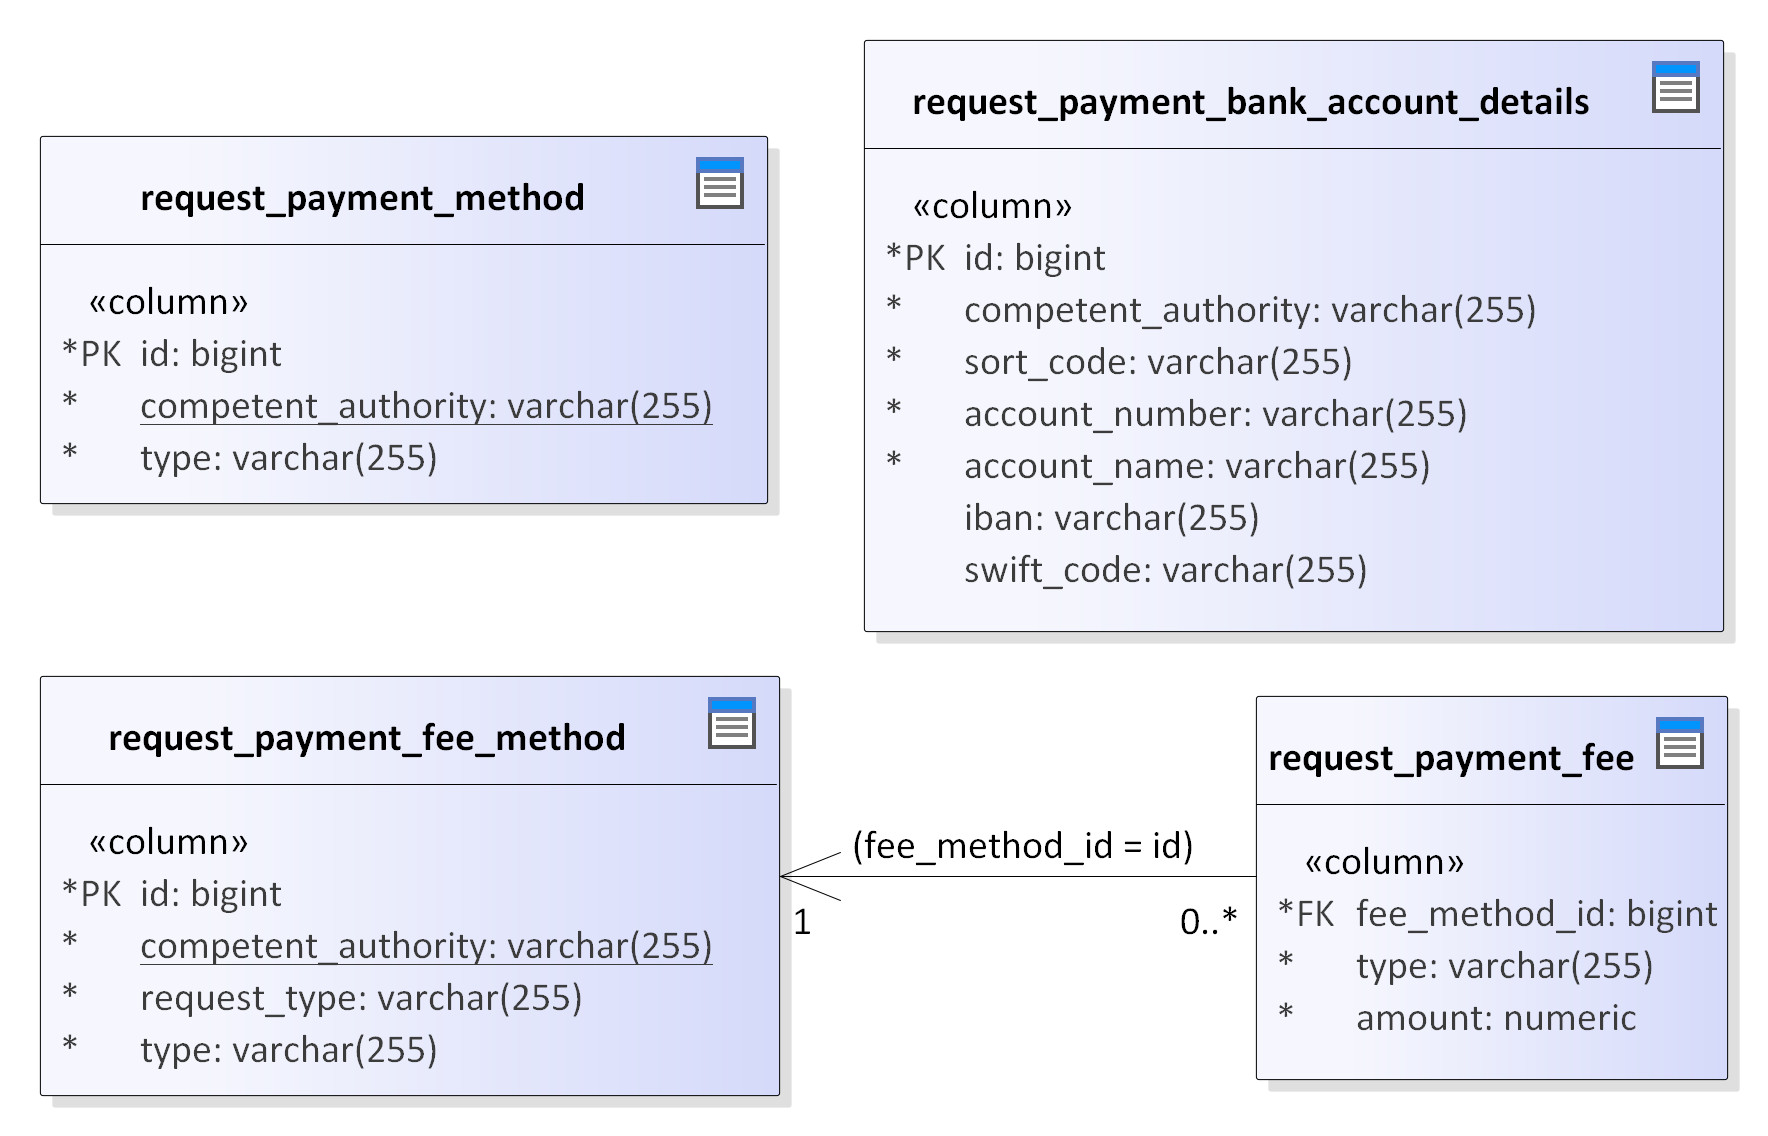 request_payment_method
«column»
*PK id: bigint
* competent_authority: varchar(255)
* type: varchar(255)
request_payment_bank_account_details
«column»
*PK id: bigint
* competent_authority: varchar(255)
* sort_code: varchar(255)
* account_number: varchar(255)
* account_name: varchar(255)
iban: varchar(255)
swift_code: varchar(255)
request_payment_fee_method
«column»
*PK id: bigint
* competent_authority: varchar(255)
* request_type: varchar(255)
* type: varchar(255)
(fee_method_id = id)
1
0..*
request_payment_fee
«column»
*FK fee_method_id: bigint
* type: varchar(255)
* amount: numeric